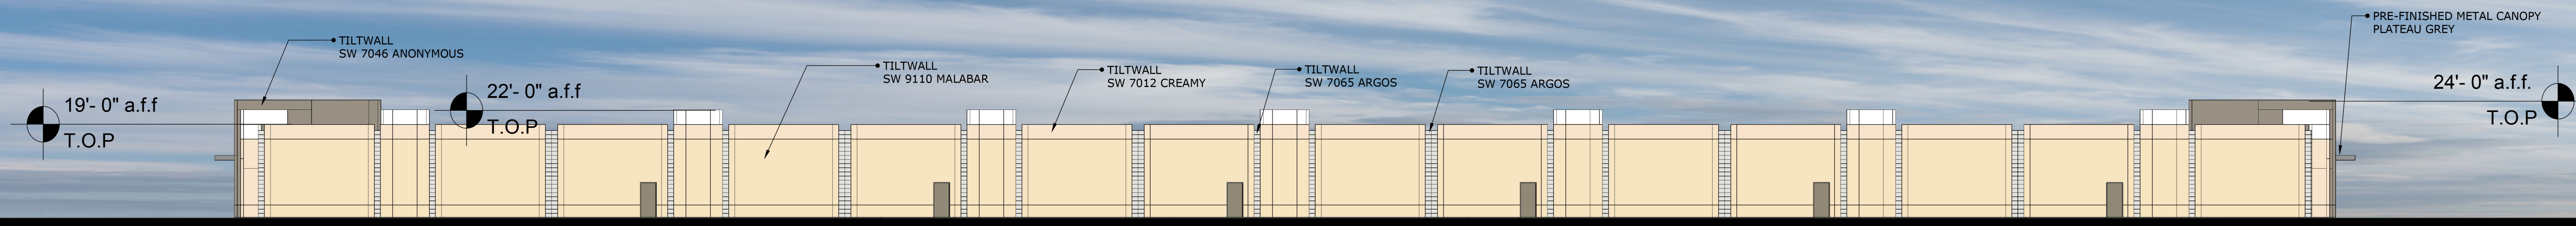 TILTWALL
SW 7046 ANONYMOUS
19'- 0" a.f.f
T.O.P
22'- 0" a.f.f
T.O.P
TILTWALL
SW 9110 MALABAR
TILTWALL
SW 7012 CREAMY
TILTWALL
SW 7065 ARGOS
TILTWALL
SW 7065 ARGOS
PRE-FINISHED METAL CANOPY
PLATEAU GREY
24'- 0" a.f.f.
T.O.P